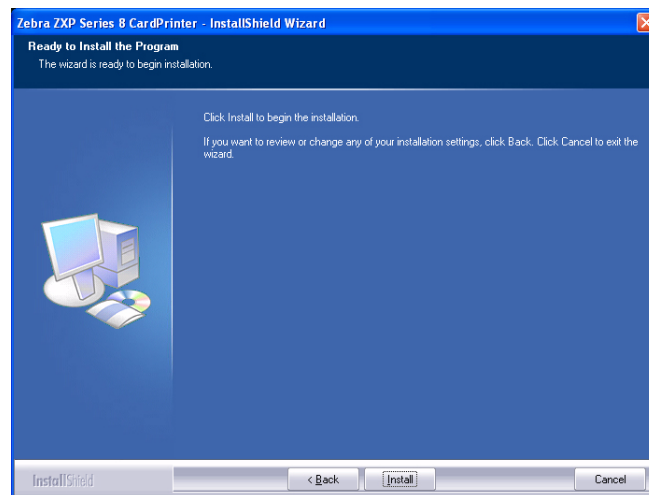 Zebra ZXP Series 8 CardPrinter - InstallShield Wizard
Ready to Install the Program
The wizard is ready to begin installation.
Click Install to begin the installation.
If you want to review or change any of your installation settings, click Back. Click Cancel to exit the
wizard.
InstallShield
< Back
Install
Cancel